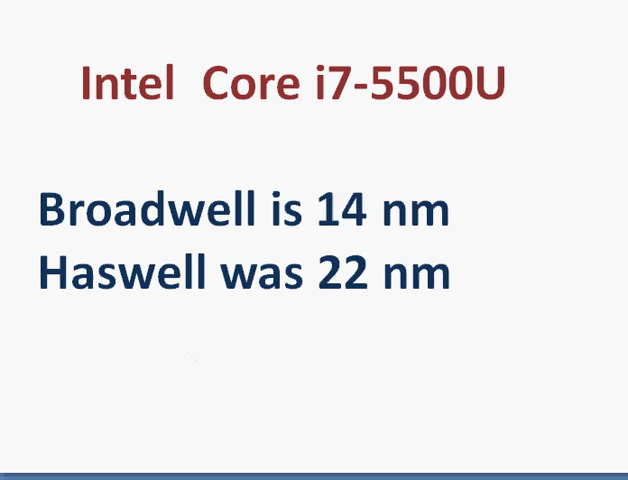 Intel Core i7-5500U
Broadwell is 14 nm
Haswell was 22 nm